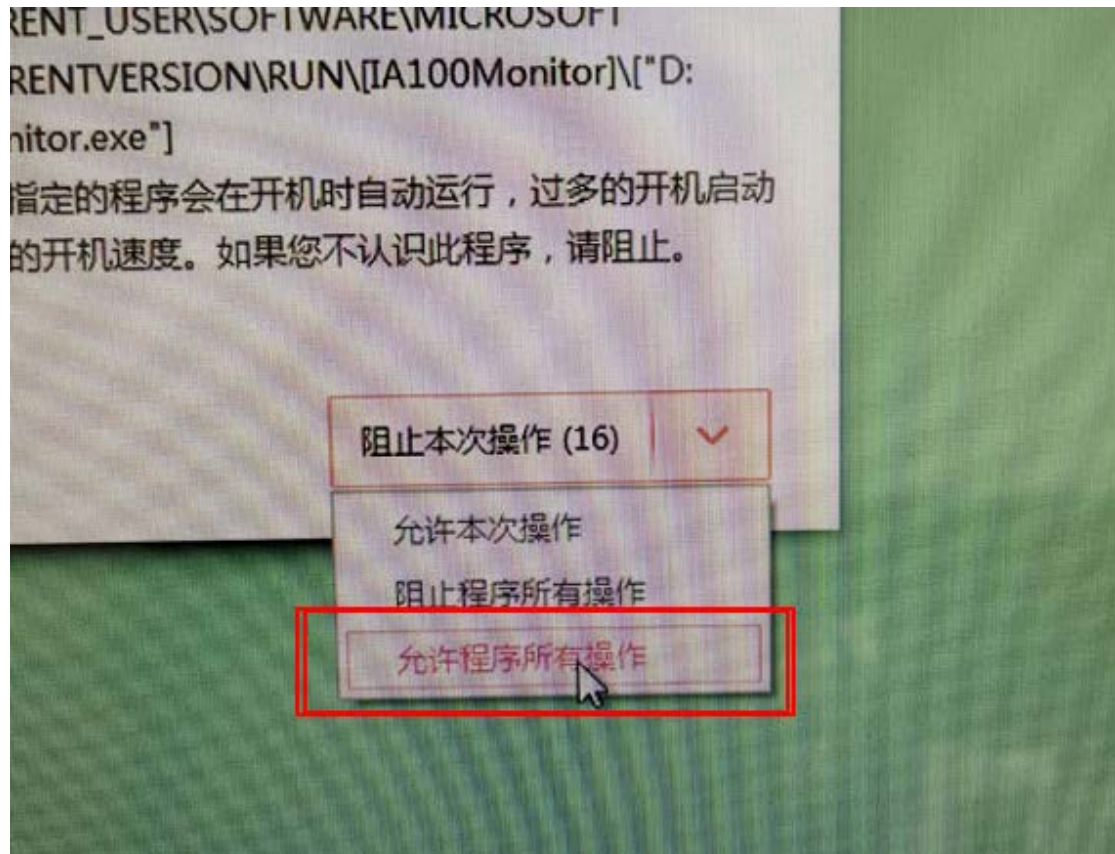 RENT_USER\SOFTWARE\MICROSOFT
RENTVERSION\RUN\[IA100Monitor]\["D:
nitor.exe"]
指定的程序会在开机时自动运行，过多的开机启动
的开机速度。如果您不认识此程序，请阻止。
阻止本次操作 (16)
允许本次操作
阻止程序所有操作
允许程序所有操作